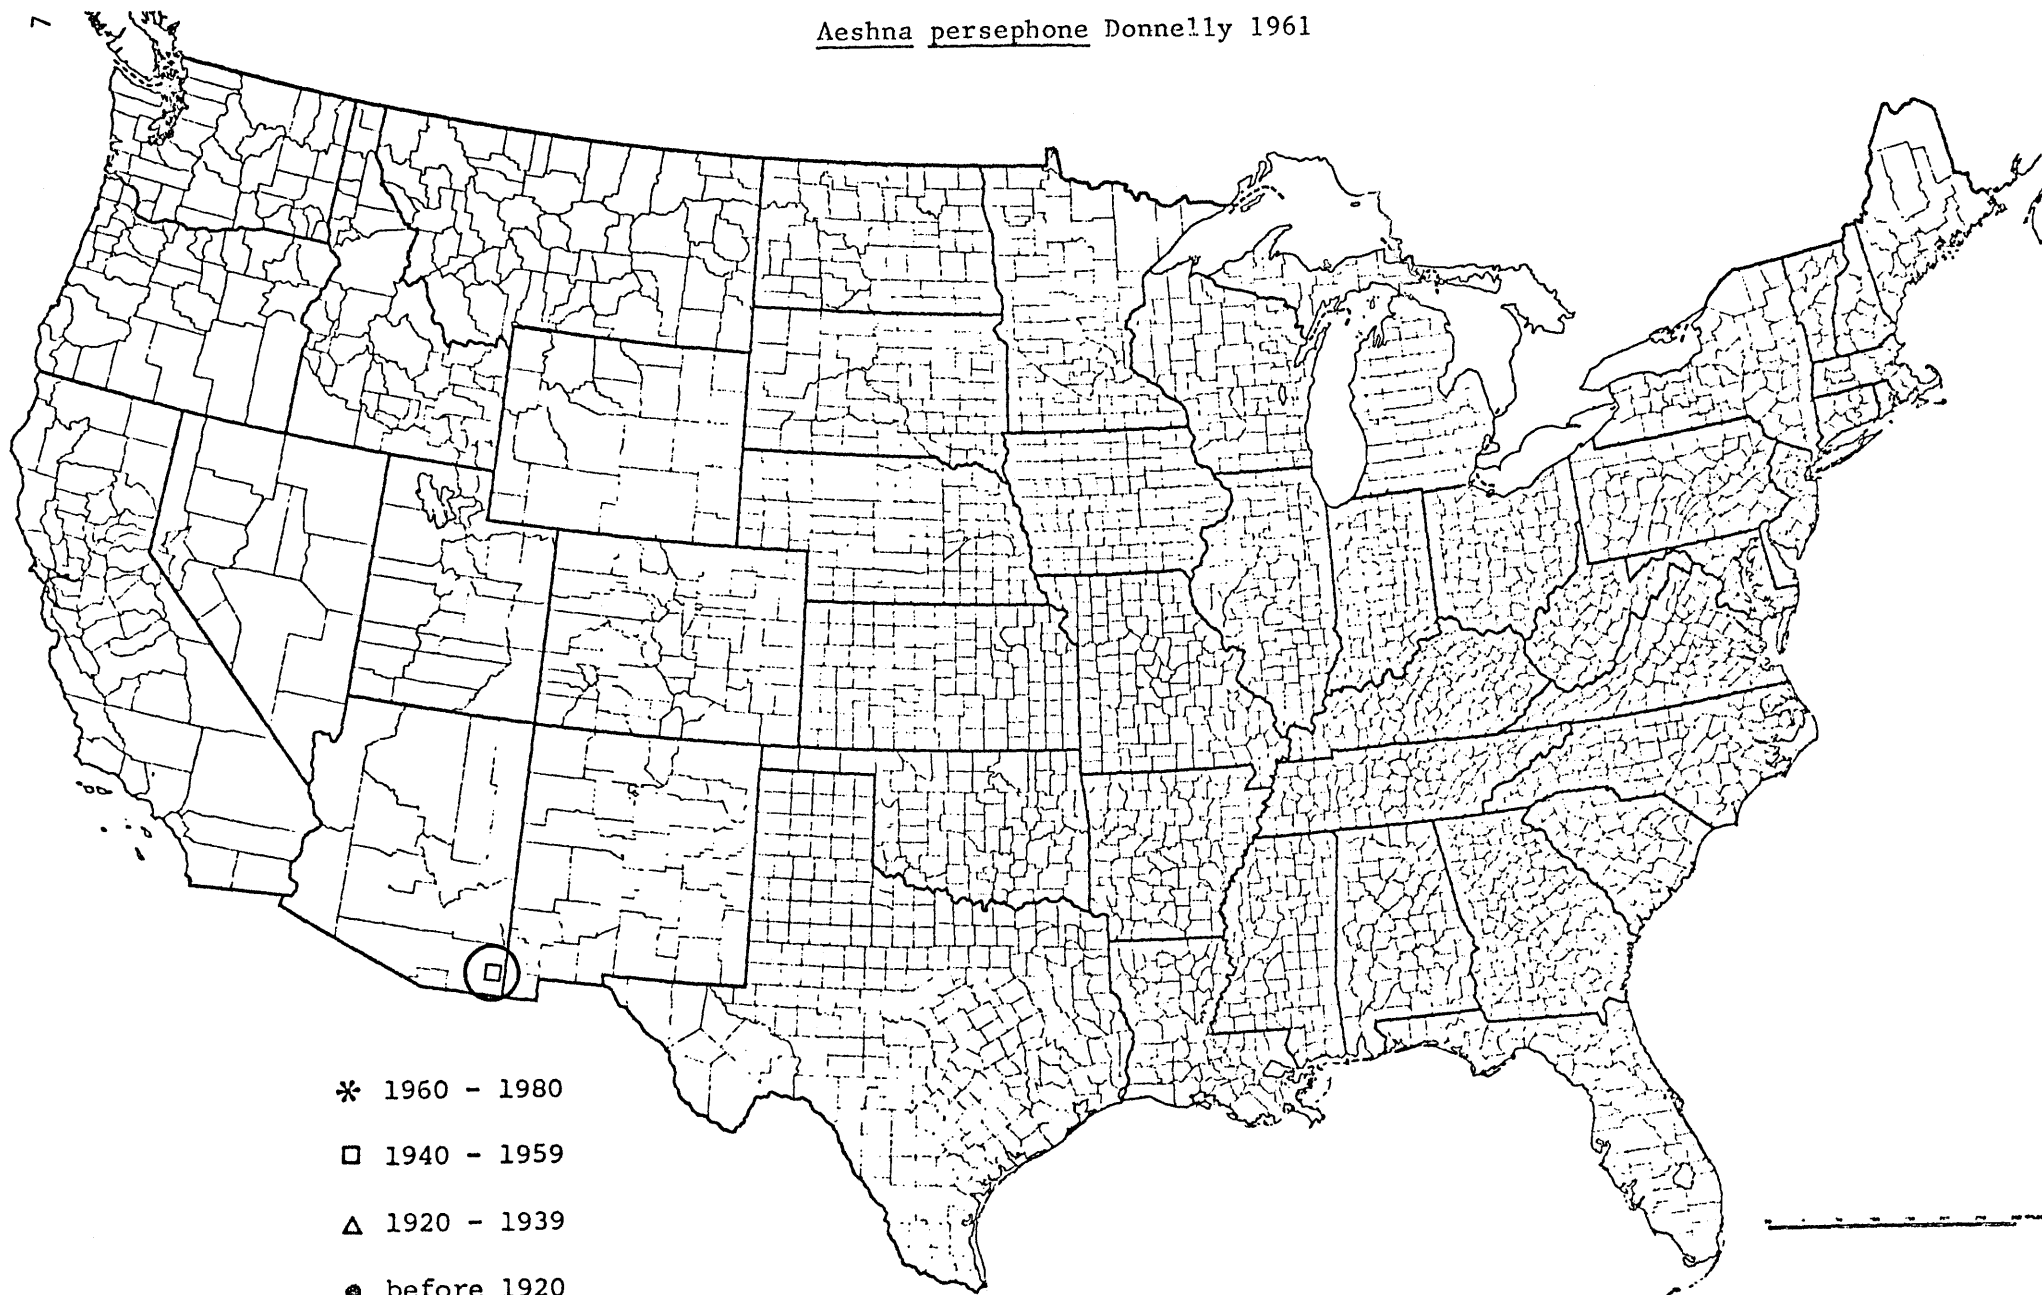 7
Aeshna persephone Donnelly 1961
* 1960 - 1980
□ 1940 - 1959
△ 1920 - 1939
● before 1920